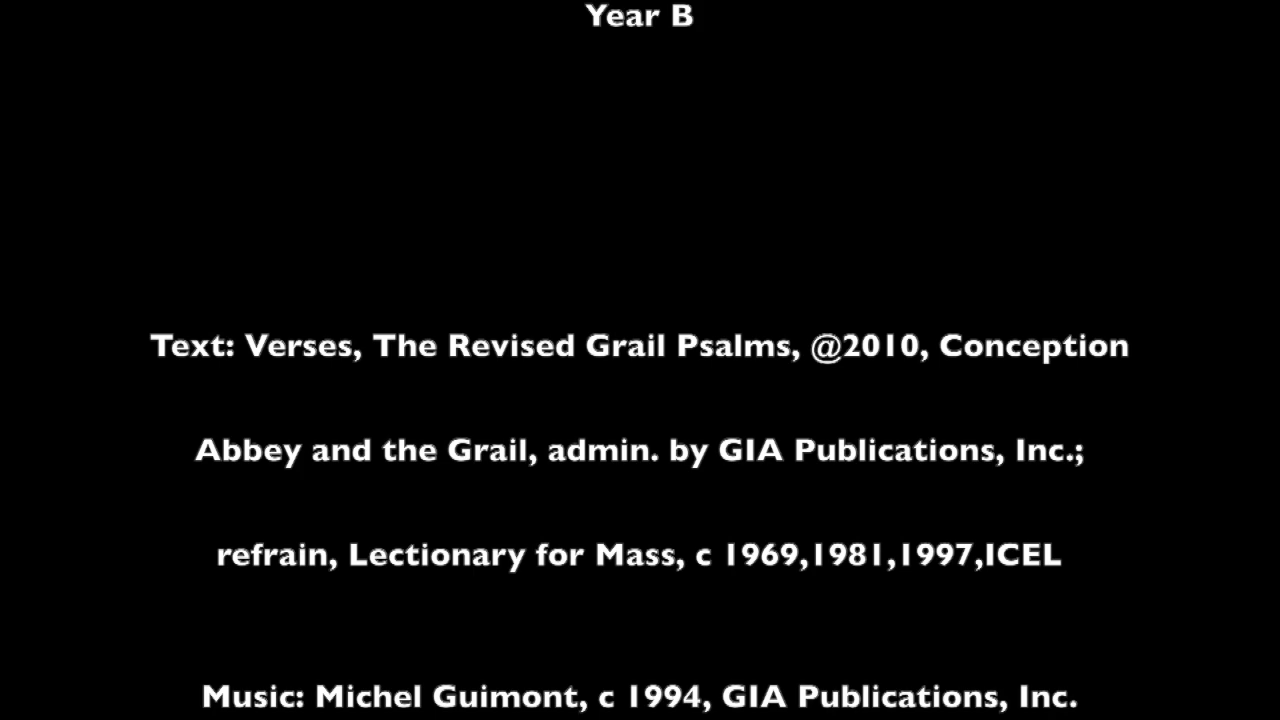 Year B
Text: Verses, The Revised Grail Psalms, @2010, Conception
Abbey and the Grail, admin. by GIA Publications, Inc.;
refrain, Lectionary for Mass, c 1969,1981,1997,ICEL
Music: Michel Guimont, c 1994, GIA Publications, Inc.